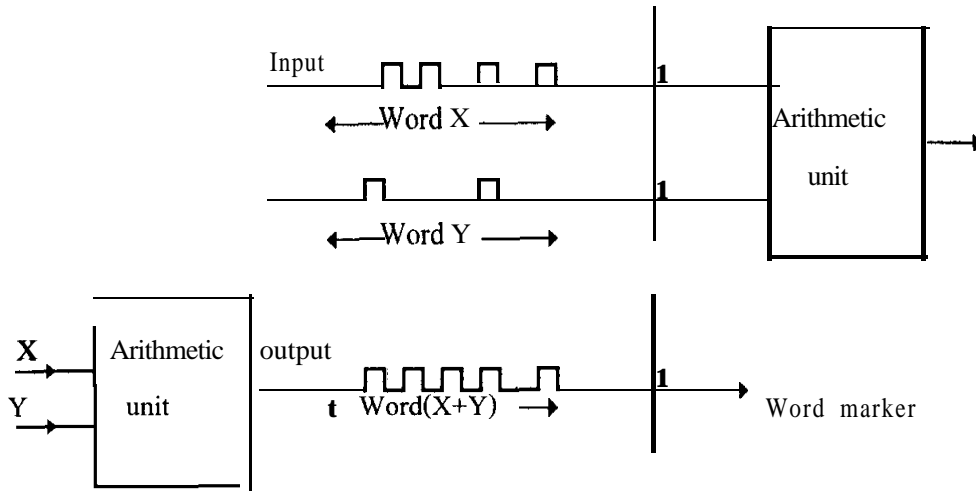 Input
1
Word X
Arithmetic
unit
1
Word Y
X
Arithmetic
output
1
Y
unit
t Word(X+Y)
Word marker